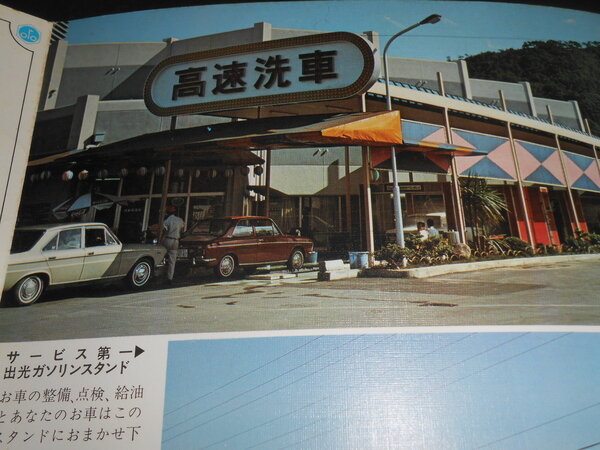 高速洗車
サービス第一▶
出光ガソリンスタンド
お車の整備、点検、給油
とあなたのお車はこの
スタンドにおまかせ下